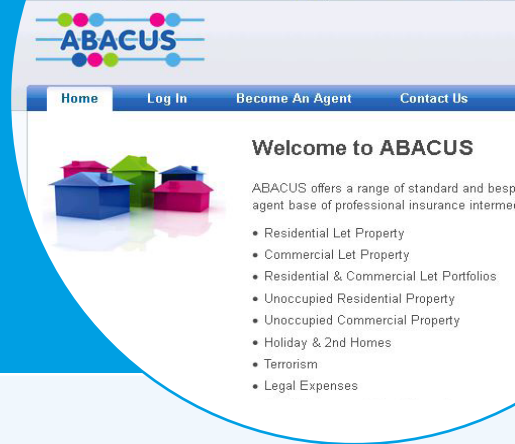 ABACUS
Home Log In Become An Agent Contact Us
Welcome to ABACUS
ABACUS offers a range of standard and besp
agent base of professional insurance interme
• Residential Let Property
• Commercial Let Property
• Residential & Commercial Let Portfolios
• Unoccupied Residential Property
• Unoccupied Commercial Property
• Holiday & 2nd Homes
• Terrorism
• Legal Expenses